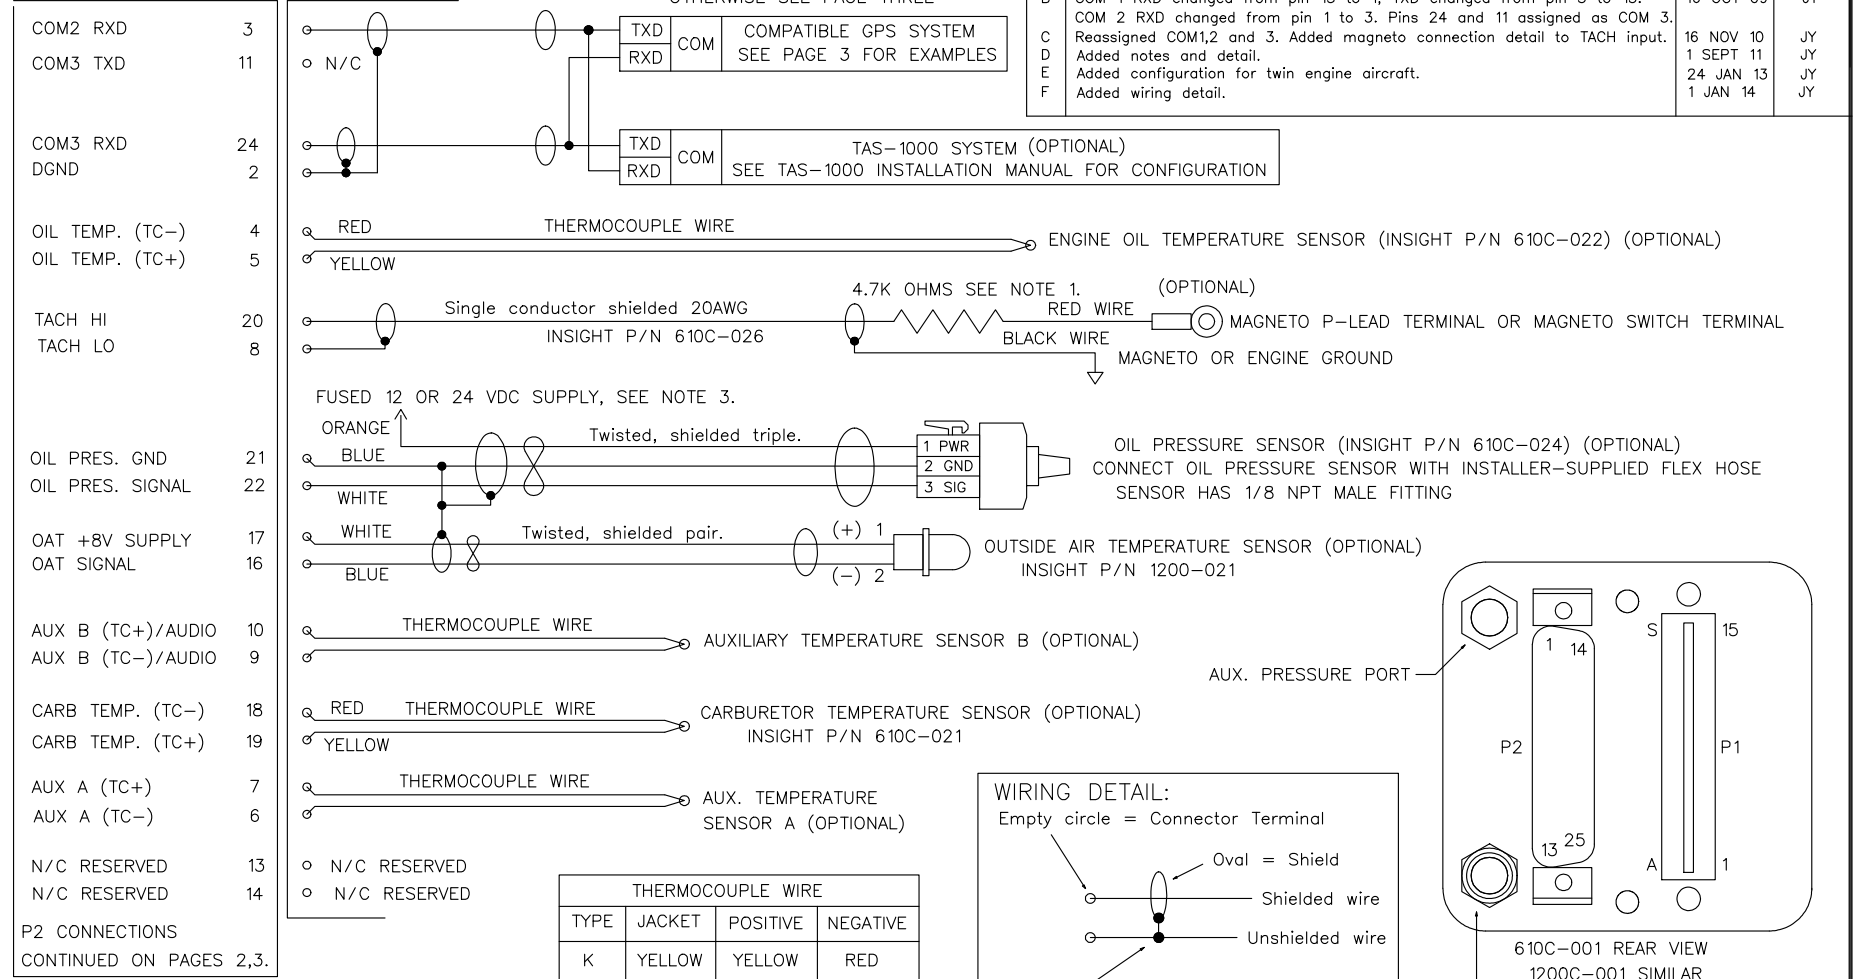 OTHERWISE SEE PAGE THREE
COM2 RXD 3
COM3 TXD 11
N/C
COM3 RXD 24
DGND 2
TXD
RXD
COM
COMPATIBLE GPS SYSTEM
SEE PAGE 3 FOR EXAMPLES
TXD
RXD
COM
TAS-1000 SYSTEM (OPTIONAL)
SEE TAS-1000 INSTALLATION MANUAL FOR CONFIGURATION
COM 2 RXD changed from pin 1 to 3. Pins 24 and 11 assigned as COM 3.
C Reassigned COM1,2 and 3. Added magneto connection detail to TACH input. 16 NOV 10 JY
D Added notes and detail. 1 SEPT 11 JY
E Added configuration for twin engine aircraft. 24 JAN 13 JY
F Added wiring detail. 1 JAN 14 JY
OIL TEMP. (TC-) 4
OIL TEMP. (TC+) 5
RED THERMOCOUPLE WIRE
YELLOW
ENGINE OIL TEMPERATURE SENSOR (INSIGHT P/N 610C-022) (OPTIONAL)
TACH HI 20
TACH LO 8
Single conductor shielded 20AWG
INSIGHT P/N 610C-026
4.7K OHMS SEE NOTE 1.
(OPTIONAL)
RED WIRE
BLACK WIRE
MAGNETO P-LEAD TERMINAL OR MAGNETO SWITCH TERMINAL
MAGNETO OR ENGINE GROUND
FUSED 12 OR 24 VDC SUPPLY, SEE NOTE 3.
ORANGE
BLUE
WHITE
OIL PRES. GND 21
OIL PRES. SIGNAL 22
Twisted, shielded triple.
1 PWR
2 GND
3 SIG
OIL PRESSURE SENSOR (INSIGHT P/N 610C-024) (OPTIONAL)
CONNECT OIL PRESSURE SENSOR WITH INSTALLER-SUPPLIED FLEX HOSE
SENSOR HAS 1/8 NPT MALE FITTING
OAT +8V SUPPLY 17
OAT SIGNAL 16
WHITE
BLUE
Twisted, shielded pair.
(+) 1
(-) 2
OUTSIDE AIR TEMPERATURE SENSOR (OPTIONAL)
INSIGHT P/N 1200-021
AUX B (TC+)/AUDIO 10
AUX B (TC-)/AUDIO 9
THERMOCOUPLE WIRE
AUXILIARY TEMPERATURE SENSOR B (OPTIONAL)
CARB TEMP. (TC-) 18
CARB TEMP. (TC+) 19
RED THERMOCOUPLE WIRE
YELLOW
CARBURETOR TEMPERATURE SENSOR (OPTIONAL)
INSIGHT P/N 610C-021
AUX A (TC+) 7
AUX A (TC-) 6
THERMOCOUPLE WIRE
AUX. TEMPERATURE
SENSOR A (OPTIONAL)
N/C RESERVED 13
N/C RESERVED 14
N/C RESERVED
N/C RESERVED
P2 CONNECTIONS
CONTINUED ON PAGES 2,3.
THERMOCOUPLE WIRE
TYPE JACKET POSITIVE NEGATIVE
K YELLOW YELLOW RED
WIRING DETAIL:
Empty circle = Connector Terminal
Oval = Shield
Shielded wire
Unshielded wire
AUX. PRESSURE PORT
1 14
S 15
P2
P1
13 25
A 1
610C-001 REAR VIEW
1200C-001 SIMILAR